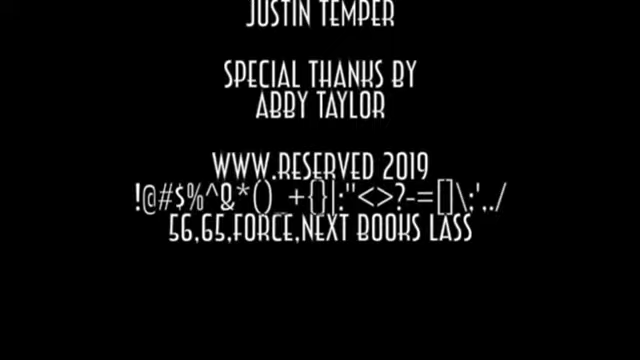 JUSTIN TEMPER
SPECIAL THANKS BY
ABBY TAYLOR
WWW.RESERVED 2019
!@#$%^&*()_+{}|:"<>?-=[]\;',./
56,65,FORCE,NEXT BOOKS LASS